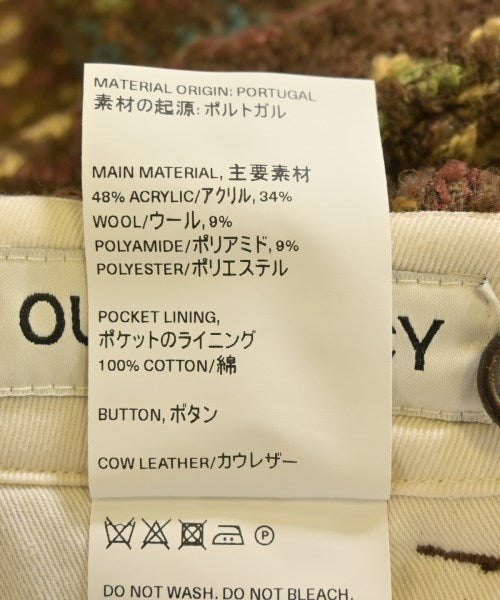 MATERIAL ORIGIN: PORTUGAL
素材の起源: ポルトガル
MAIN MATERIAL, 主要素材
48% ACRYLIC/アクリル, 34%
WOOL/ウール, 9%
POLYAMIDE/ポリアミド, 9%
POLYESTER/ポリエステル
OU
CY
POCKET LINING,
ポケットのライニング
100% COTTON/綿
BUTTON, ボタン
COW LEATHER/カウレザー
P
DO NOT WASH, DO NOT BLEACH,